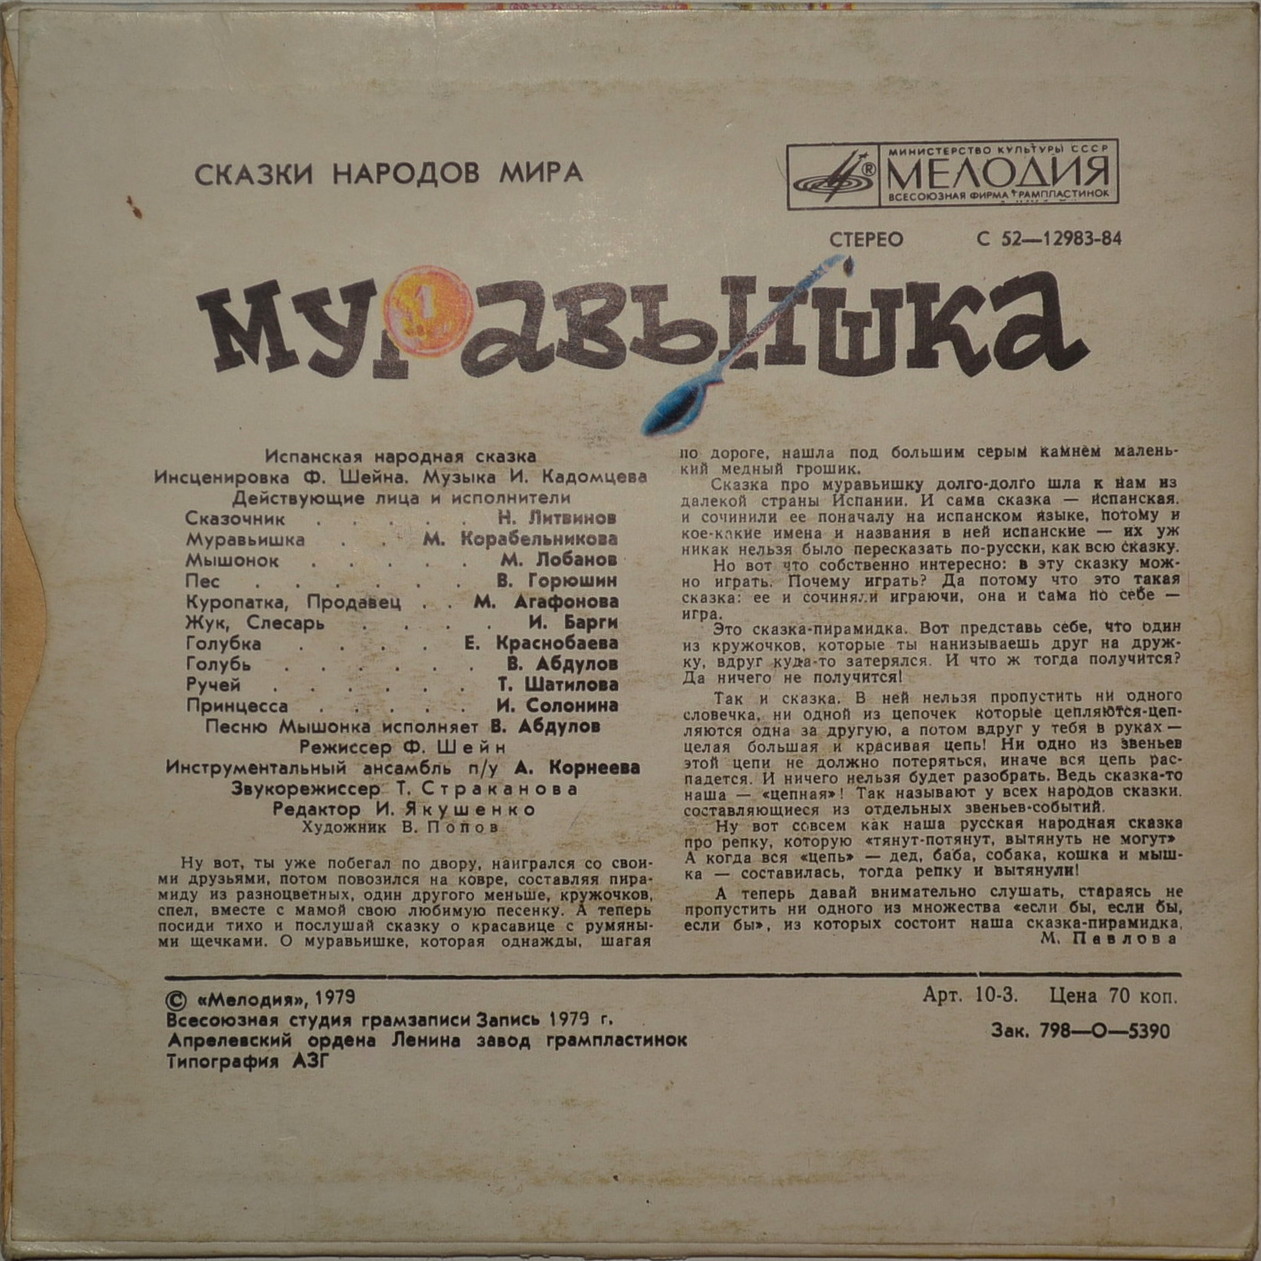 СКАЗКИ НАРОДОВ МИРА
МИНИСТЕРСТВО КУЛЬТУРЫ СССР
МЕЛОДИЯ
ВСЕСОЮЗНАЯ ФИРМА ГРАМПЛАСТИНОК
СТЕРЕО С 52—12983-84
муравьишка
Испанская народная сказка
Инсценировка Ф. Шейна. Музыка И. Кадомцева
Действующие лица и исполнители
Сказочник . . . . . Н. Литвинов
Муравьишка . . М. Корабельникова
Мышонок . . . . . М. Лобанов
Пес . . . . . . . В. Горюшин
Куропатка, Продавец . . М. Агафонова
Жук, Слесарь . . . . И. Барги
Голубка . . . . . Е. Краснобаева
Голубь . . . . . . В. Абдулов
Ручей . . . . . . Т. Шатилова
Принцесса . . . . И. Солонина
Песню Мышонка исполняет В. Абдулов
Режиссер Ф. Шейн
Инструментальный ансамбль п/у А. Корнеева
Звукорежиссер Т. Страканова
Редактор И. Якушенко
Художник В. Попов
Ну вот, ты уже побегал по двору, наигрался со свои-
ми друзьями, потом повозился на ковре, составляя пира-
миду из разноцветных, один другого меньше, кружочков,
спел, вместе с мамой свою любимую песенку. А теперь
посиди тихо и послушай сказку о красавице с румяны-
ми щечками. О муравьишке, которая однажды, шагая
по дороге, нашла под большим серым камнем малень-
кий медный грошик.
Сказка про муравьишку долго-долго шла к нам из
далекой страны Испании. И сама сказка — испанская,
и сочинили ее поначалу на испанском языке, потому и
кое-какие имена и названия в ней испанские — их уж
никак нельзя было пересказать по-русски, как всю сказку.
Но вот что собственно интересно: в эту сказку мож-
но играть. Почему играть? Да потому что это такая
сказка: ее и сочиняли играючи, она и сама по себе —
игра.
Это сказка-пирамидка. Вот представь себе, что один
из кружочков, которые ты нанизываешь друг на друж-
ку, вдруг куда-то затерялся. И что ж тогда получится?
Да ничего не получится!
Так и сказка. В ней нельзя пропустить ни одного
словечка, ни одной из цепочек которые цепляются-цеп-
ляются одна за другую, а потом вдруг у тебя в руках —
целая большая и красивая цепь! Ни одно из звеньев
этой цепи не должно потеряться, иначе вся цепь рас-
падется. И ничего нельзя будет разобрать. Ведь сказка-то
наша — «цепная»! Так называют у всех народов сказки,
составляющиеся из отдельных звеньев-событий.
Ну вот совсем как наша русская народная сказка
про репку, которую «тянут-потянут, вытянуть не могут»
А когда вся «цепь» — дед, баба, собака, кошка и мыш-
ка — составилась, тогда репку и вытянули!
А теперь давай внимательно слушать, стараясь не
пропустить ни одного из множества «если бы, если бы,
если бы», из которых состоит наша сказка-пирамидка.
М. Павлова
© «Мелодия», 1979
Всесоюзная студия грамзаписи Запись 1979 г.
Апрелевский ордена Ленина завод грампластинок
Типография АЗГ
Арт. 10-3. Цена 70 коп.
Зак. 798—О—5390